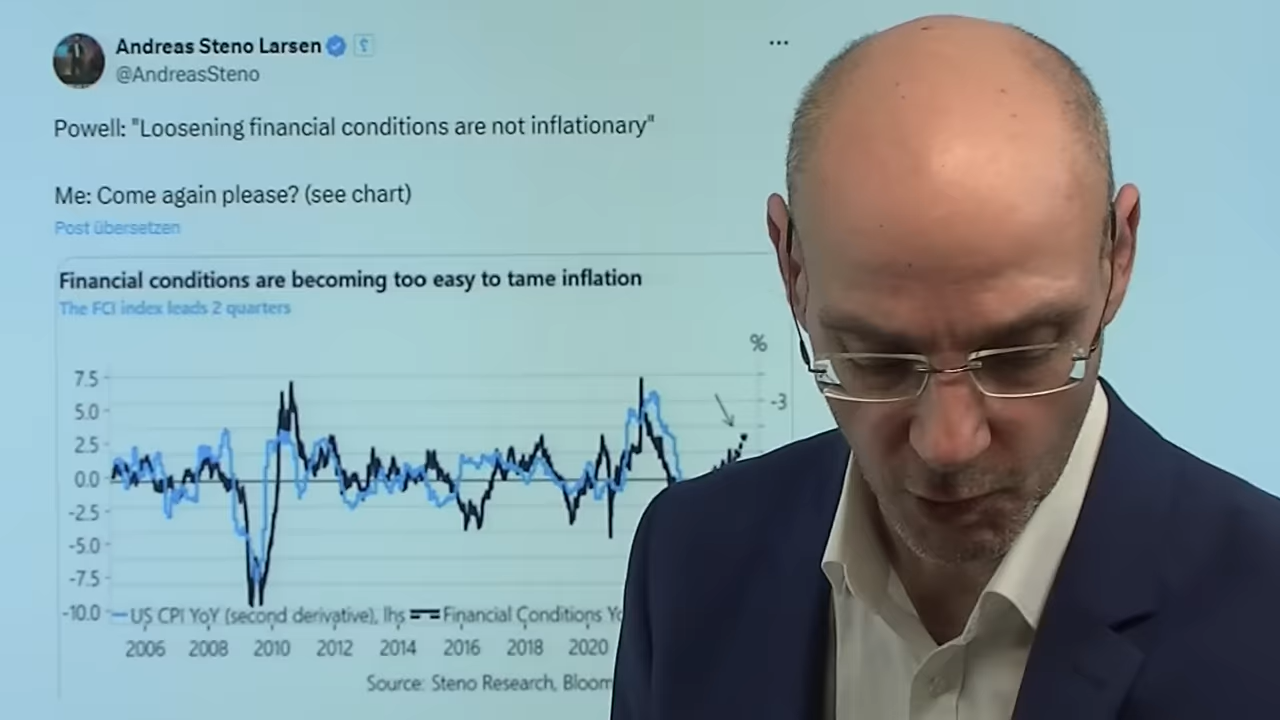 Andreas Steno Larsen
@AndreasSteno
Powell: "Loosening financial conditions are not inflationary"
Me: Come again please? (see chart)
Post übersetzen
Financial conditions are becoming too easy to tame inflation
The FCI index leads 2 quarters
%
7.5
5.0
-3
2.5
0.0
-2.5
-5.0
-7.5
-10.0
US CPI YoY (second derivative), lhs Financial Conditions Yo
2006 2008 2010 2012 2014 2016 2018 2020
Source: Steno Research, Bloom